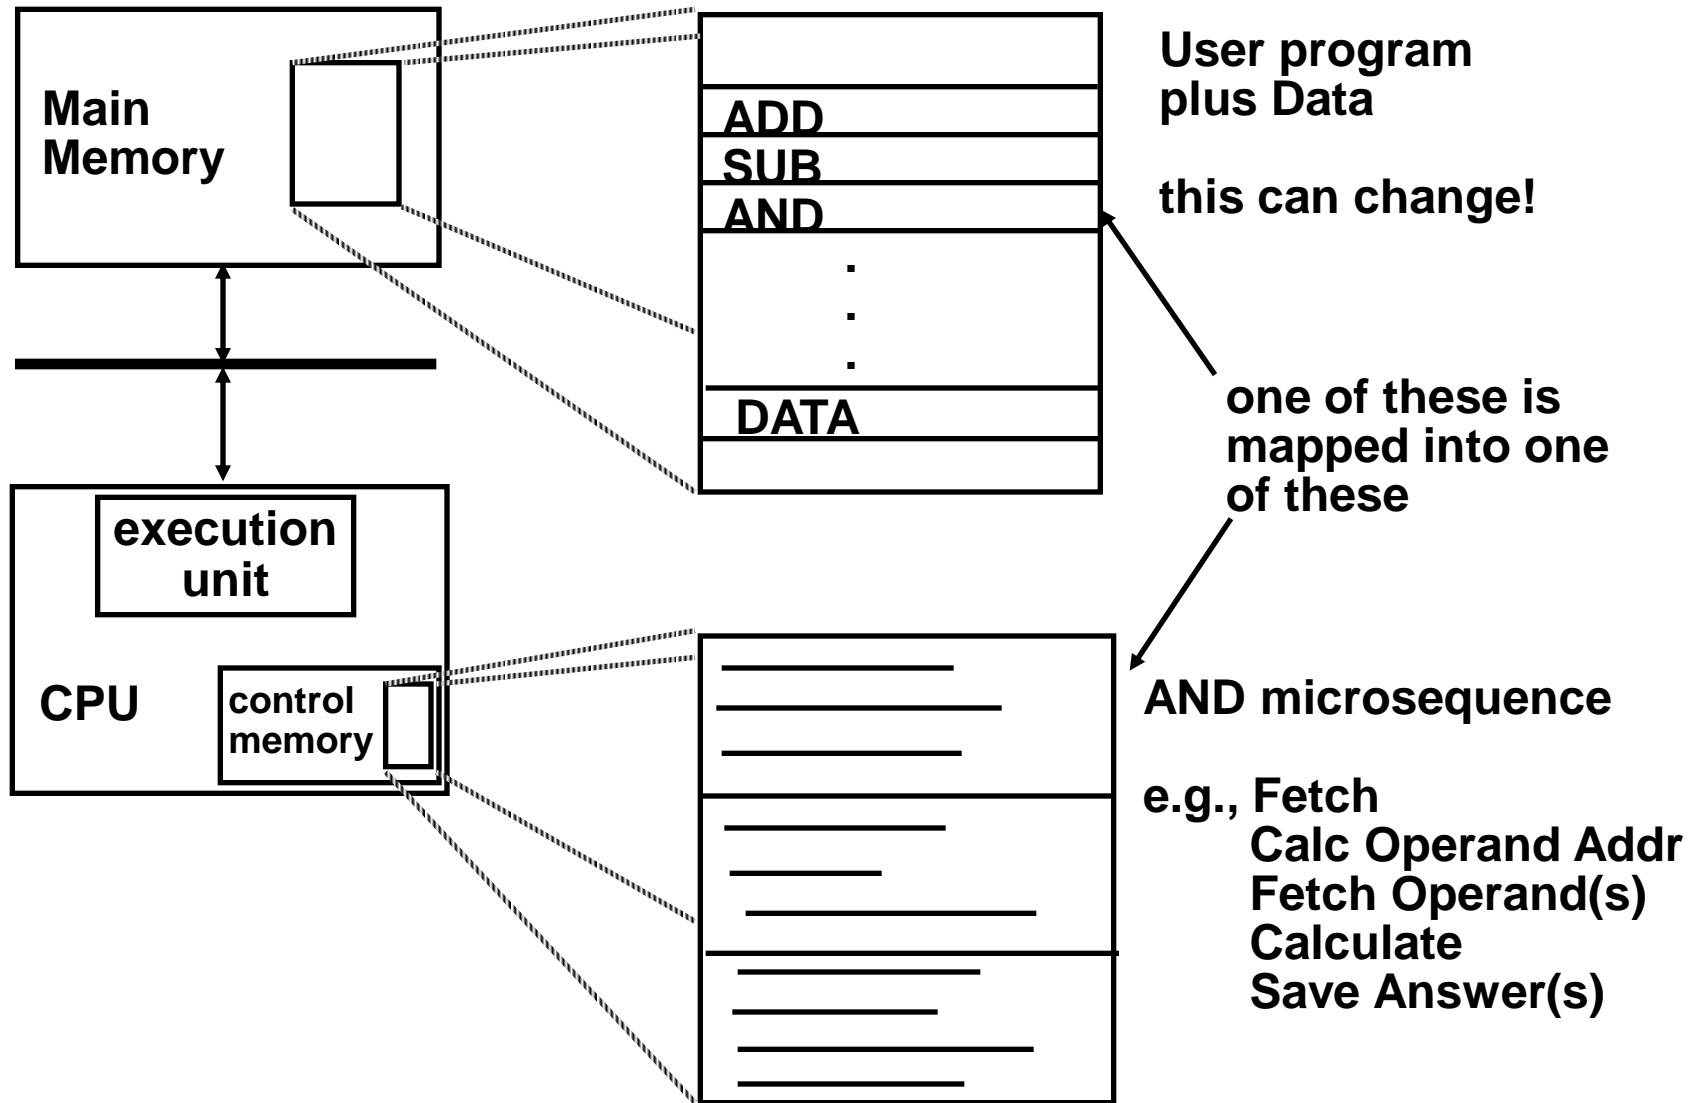 Main
Memory
ADD
SUB
AND
.
.
.
DATA
User program
plus Data
this can change!
one of these is
mapped into one
of these
execution
unit
CPU
control
memory
AND microsequence
e.g., Fetch
Calc Operand Addr
Fetch Operand(s)
Calculate
Save Answer(s)